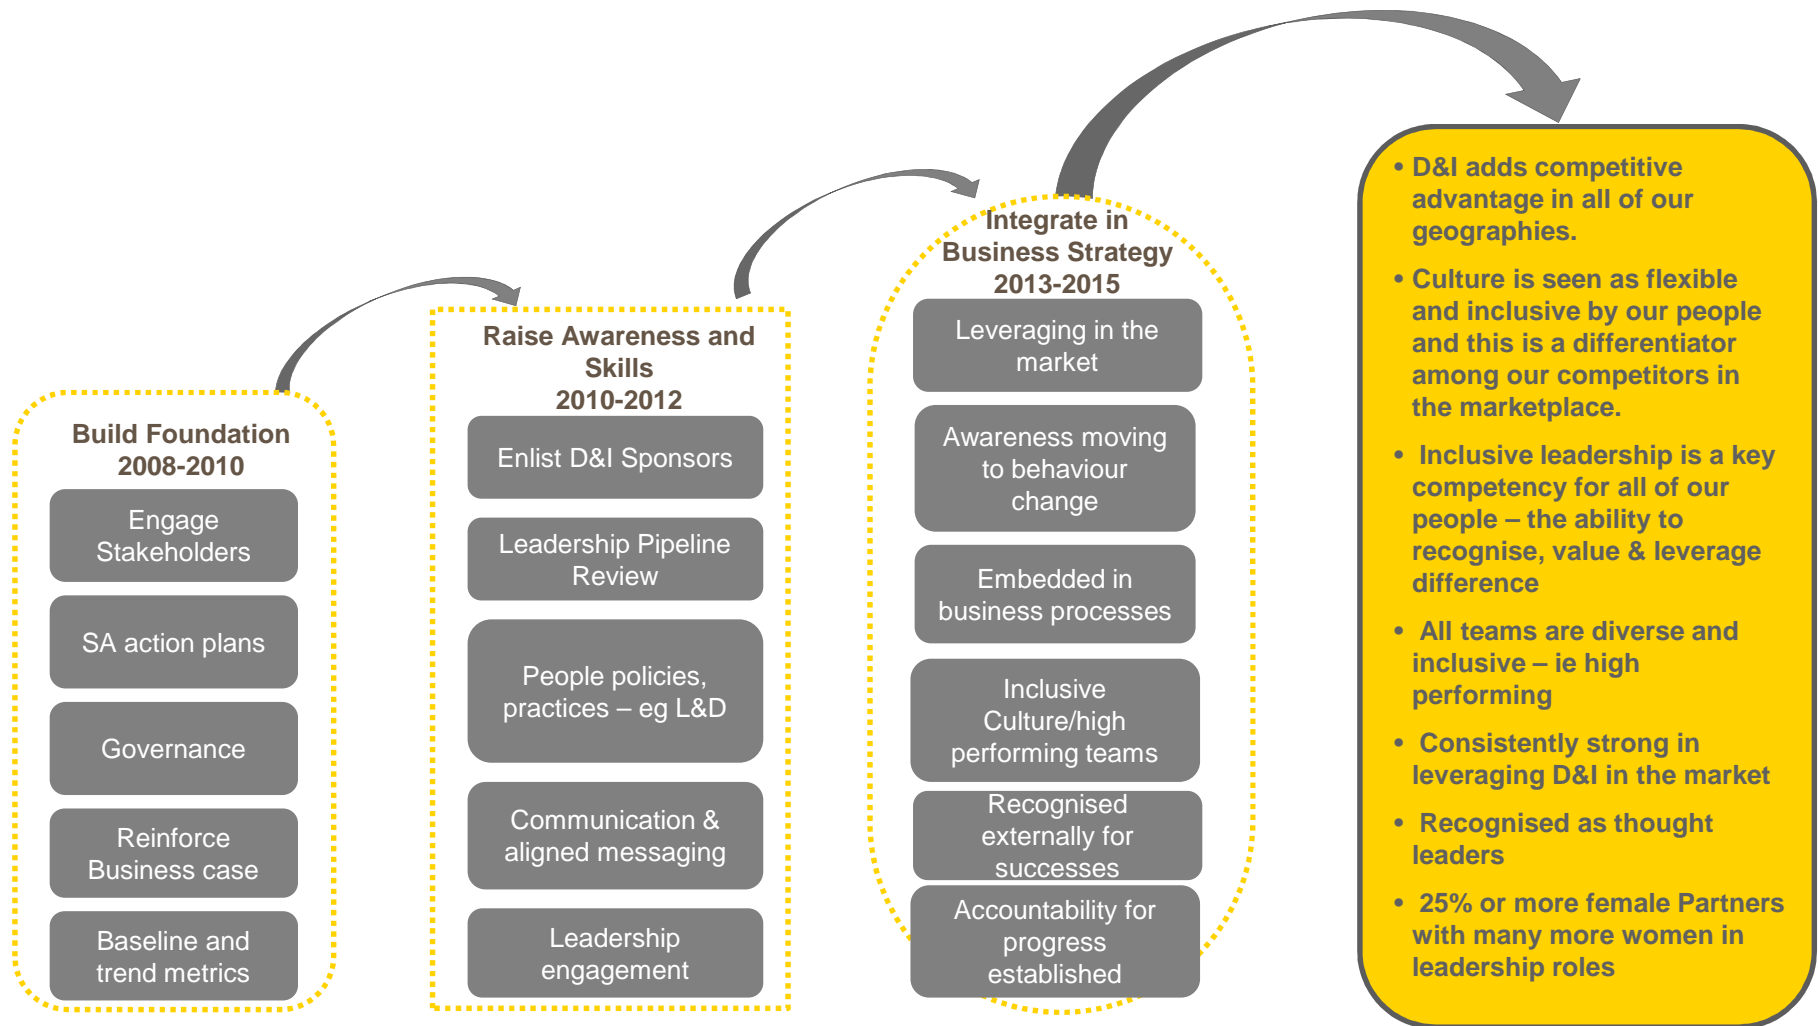 Build Foundation
2008-2010
Engage
Stakeholders
SA action plans
Governance
Reinforce
Business case
Baseline and
trend metrics
Raise Awareness and
Skills
2010-2012
Enlist D&I Sponsors
Leadership Pipeline
Review
People policies,
practices – eg L&D
Communication &
aligned messaging
Leadership
engagement
Integrate in
Business Strategy
2013-2015
Leveraging in the
market
Awareness moving
to behaviour
change
Embedded in
business processes
Inclusive
Culture/high
performing teams
Recognised
externally for
successes
Accountability for
progress
established
• D&I adds competitive
advantage in all of our
geographies.
• Culture is seen as flexible
and inclusive by our people
and this is a differentiator
among our competitors in
the marketplace.
• Inclusive leadership is a key
competency for all of our
people – the ability to
recognise, value & leverage
difference
• All teams are diverse and
inclusive – ie high
performing
• Consistently strong in
leveraging D&I in the market
• Recognised as thought
leaders
• 25% or more female Partners
with many more women in
leadership roles